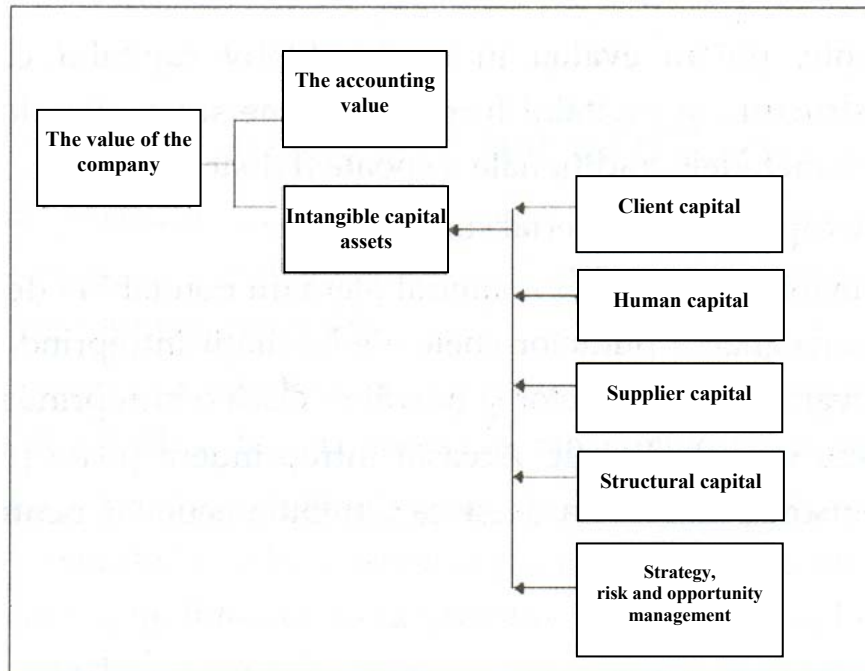 The accounting
value
The value of the
company
Intangible capital
assets
Client capital
Human capital
Supplier capital
Structural capital
Strategy,
risk and opportunity
management